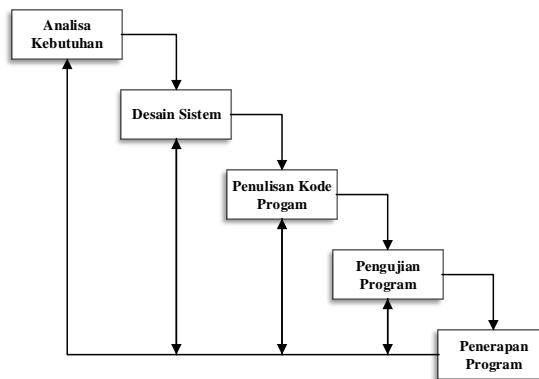 Analisa
Kebutuhan
Desain Sistem
Penulisan Kode
Progam
Pengujian
Program
Penerapan
Program